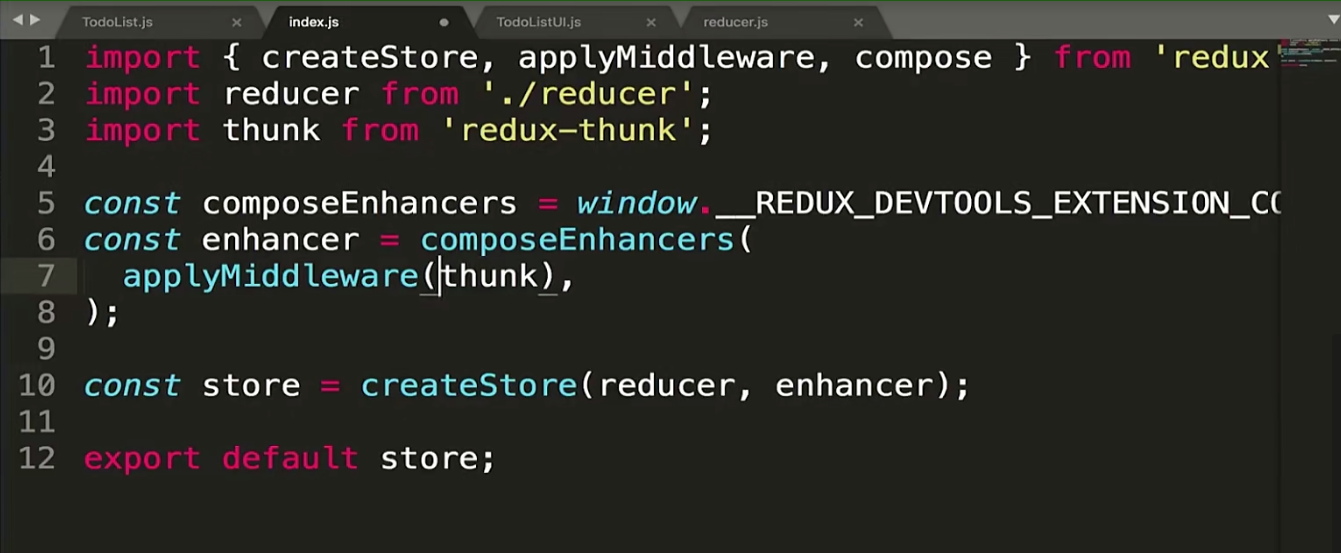 TodoList.js × index.js TodoListUI.js × reducer.js ×
1 import { createStore, applyMiddleware, compose } from 'redux
2 import reducer from './reducer';
3 import thunk from 'redux-thunk';
4
5 const composeEnhancers = window.__REDUX_DEVTOOLS_EXTENSION_CO
6 const enhancer = composeEnhancers(
7 applyMiddleware(thunk),
8 );
9
10 const store = createStore(reducer, enhancer);
11
12 export default store;